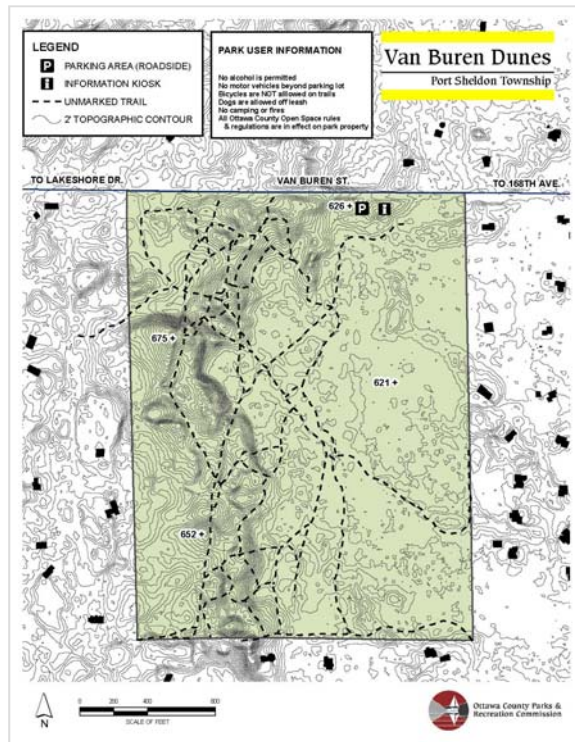 LEGEND
P PARKING AREA (ROADSIDE)
i INFORMATION KIOSK
UNMARKED TRAIL
2' TOPOGRAPHIC CONTOUR
PARK USER INFORMATION
No alcohol is permitted
No motor vehicles beyond parking lot
Bicycles are NOT allowed on trails
Dogs are allowed off leash
No camping or fires
All Ottawa County Open Space rules
& regulations are in effect on park property
Van Buren Dunes
Port Sheldon Township
TO LAKESHORE DR.
VAN BUREN ST.
TO 168TH AVE.
626 + P i
675 +
621 +
652 +
N
0 200 400 800
SCALE OF FEET
Ottawa County Parks &
Recreation Commission